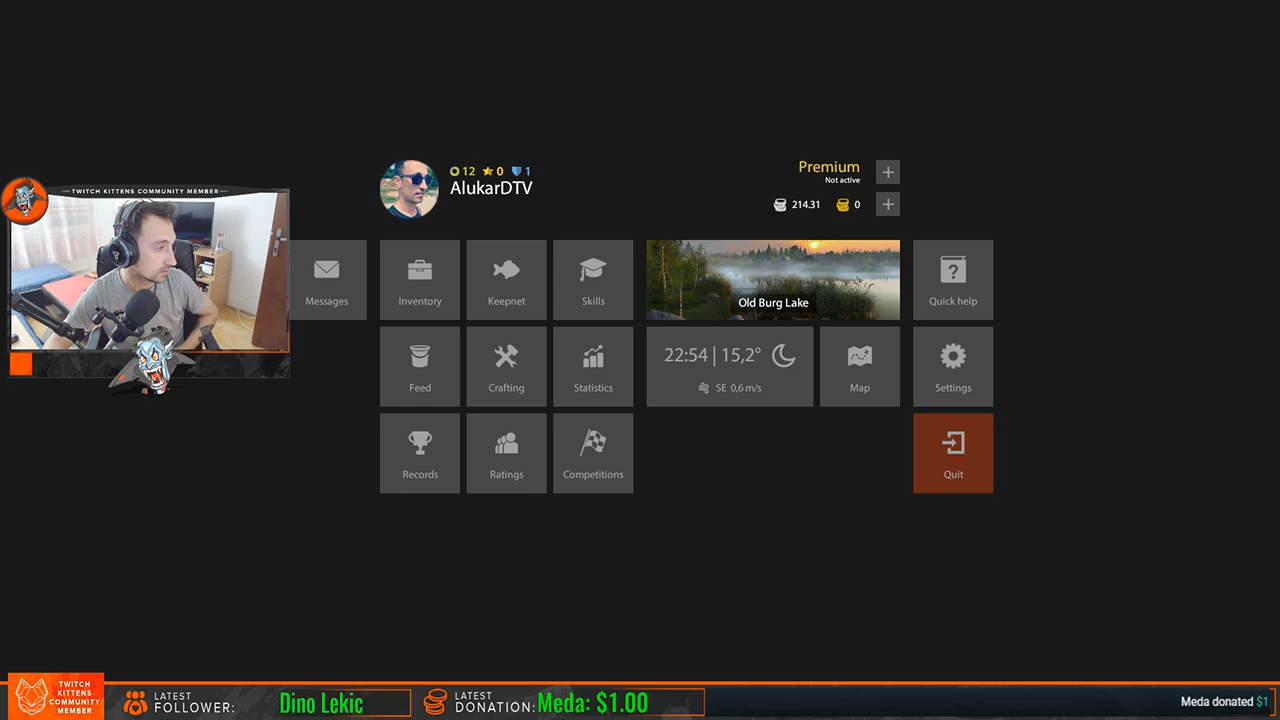 12 0 1
AlukarDTV
Premium
Not active
214.31 0
TWITCH KITTENS COMMUNITY MEMBER
Messages
Inventory
Keepnet
Skills
Old Burg Lake
Quick help
Feed
Crafting
Statistics
22:54 | 15,2°
SE 0,6 m/s
Map
Settings
Records
Ratings
Competitions
Quit
TWITCH
KITTENS
COMMUNITY
MEMBER
LATEST
FOLLOWER:
Dino Lekic
LATEST
DONATION:
Meda: $1.00
Meda donated $1